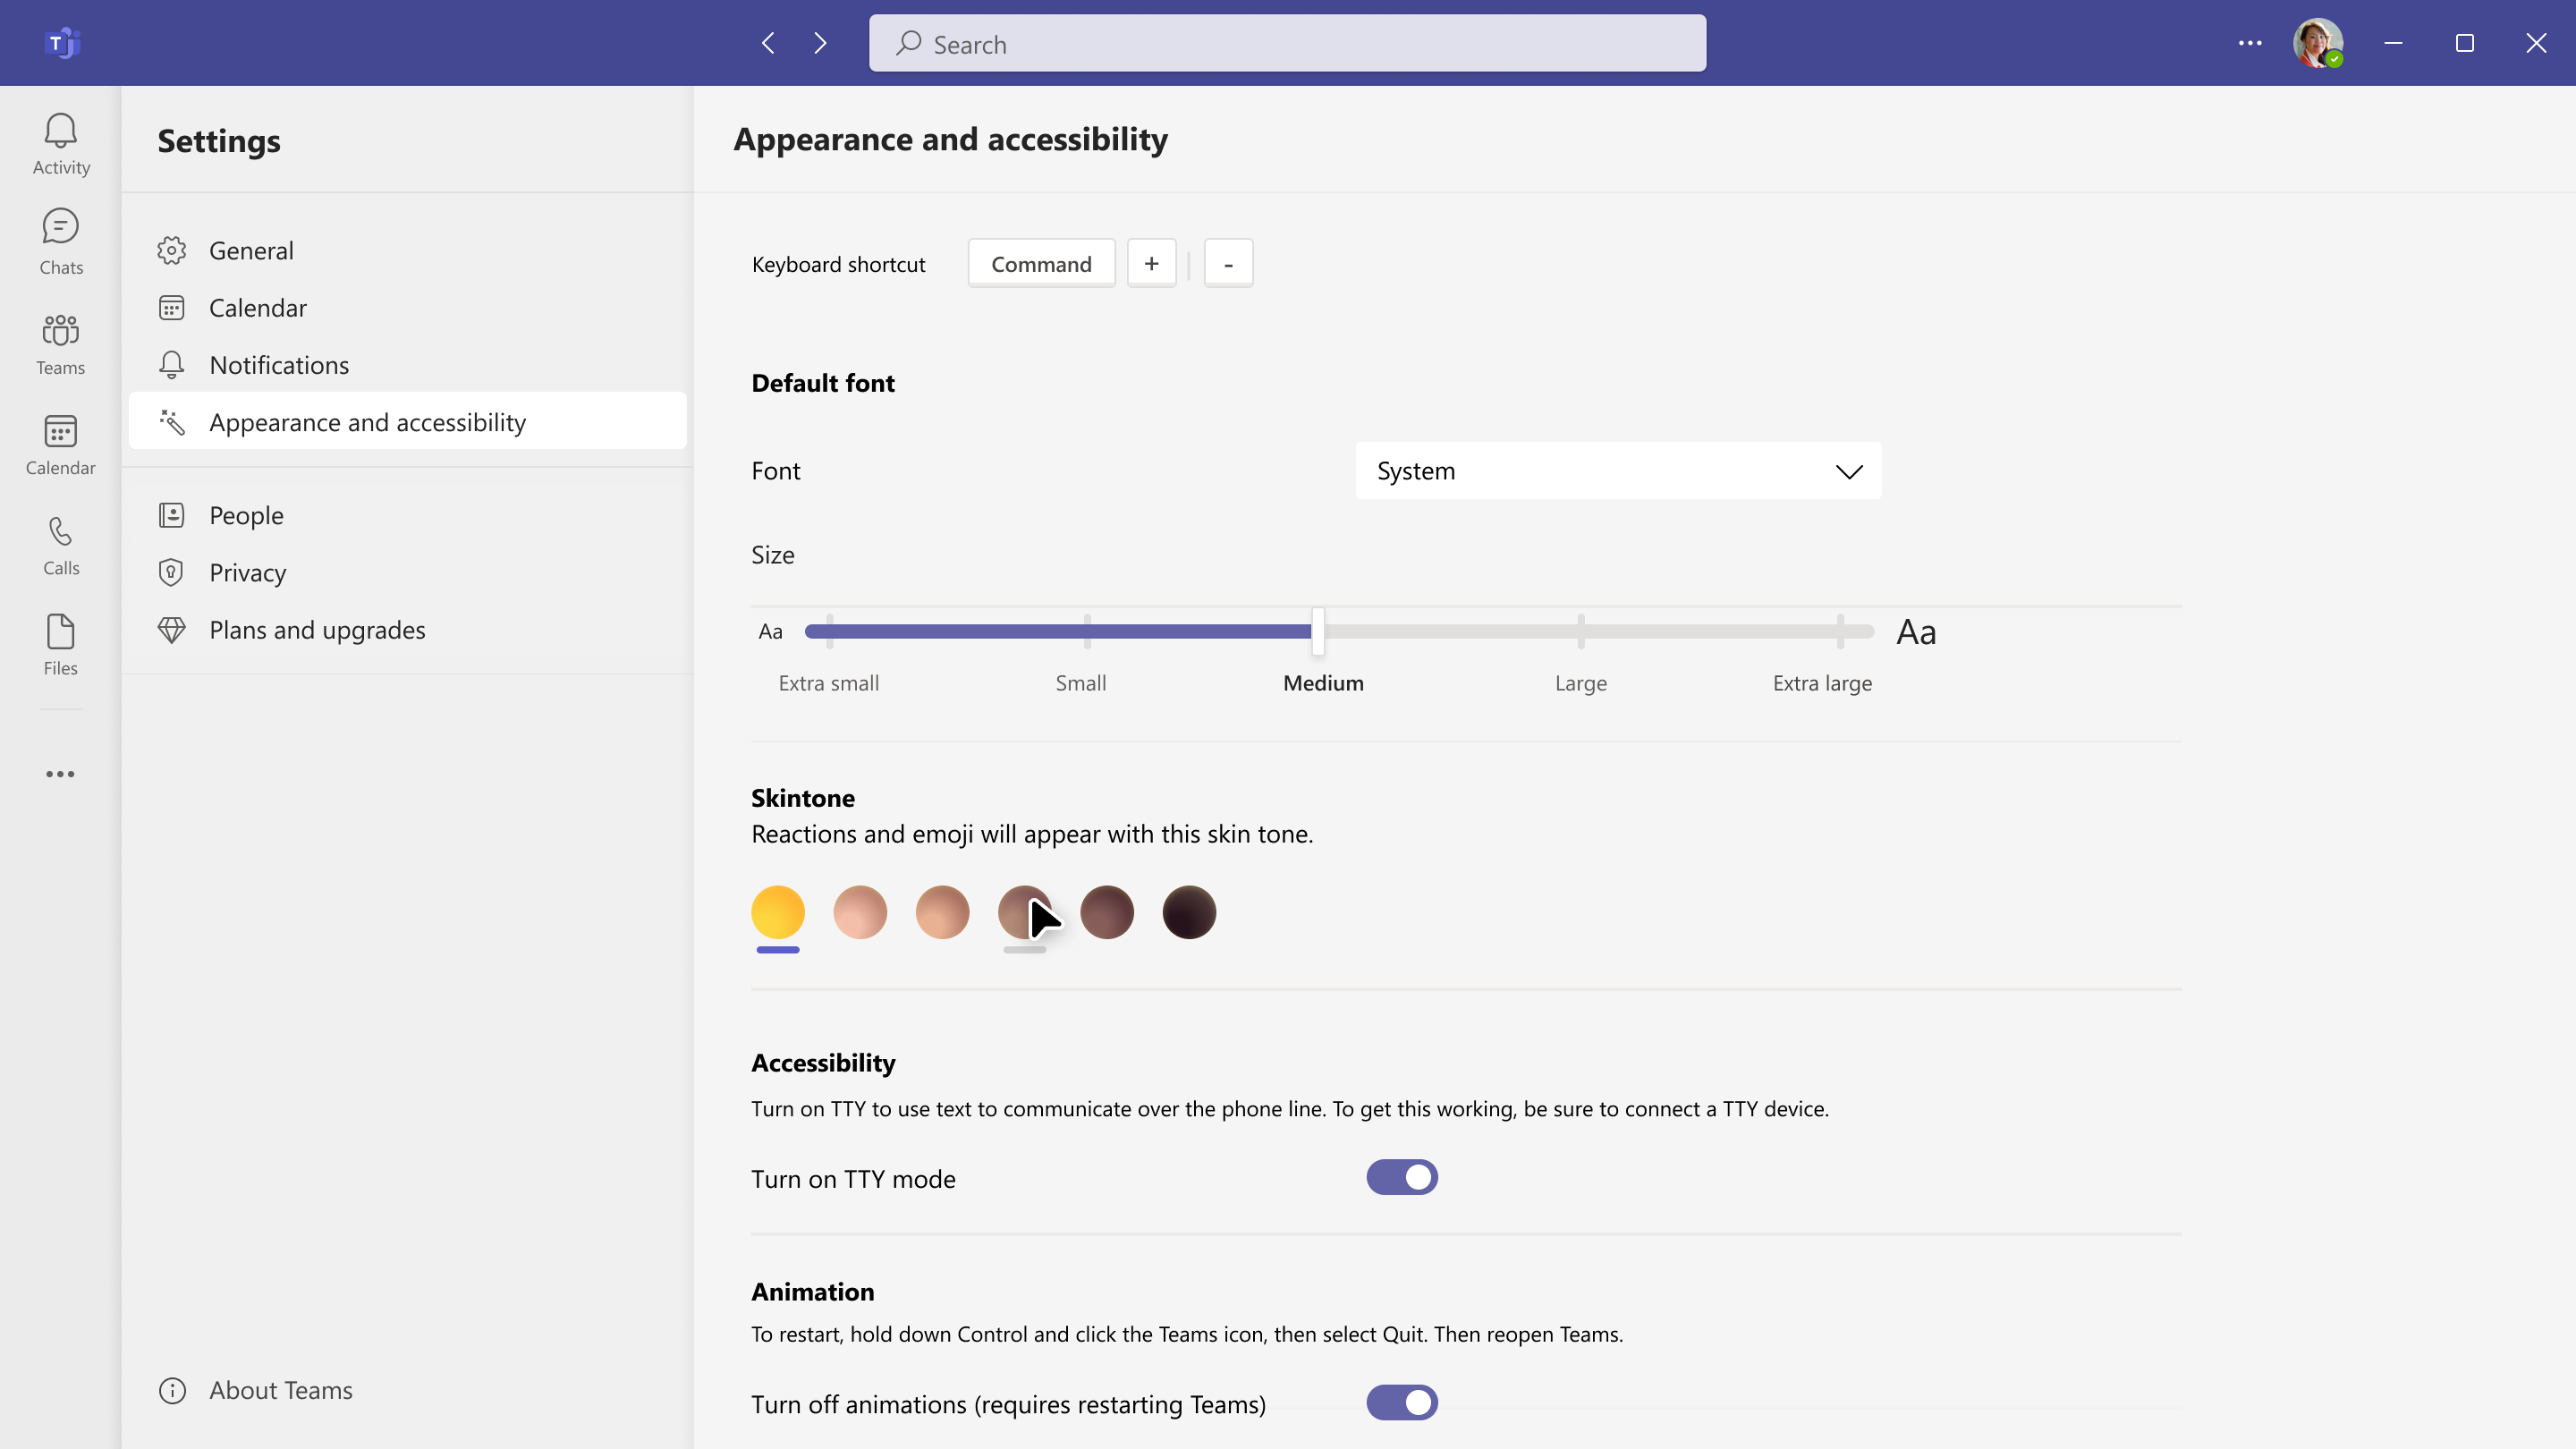 T
Search
Activity
Chats
Teams
Calendar
Calls
Files
Settings
General
Calendar
Notifications
Appearance and accessibility
People
Privacy
Plans and upgrades
About Teams
Appearance and accessibility
Keyboard shortcut Command + | -
Default font
Font System
Size
Aa Aa
Extra small Small Medium Large Extra large
Skintone
Reactions and emoji will appear with this skin tone.
Accessibility
Turn on TTY to use text to communicate over the phone line. To get this working, be sure to connect a TTY device.
Turn on TTY mode
Animation
To restart, hold down Control and click the Teams icon, then select Quit. Then reopen Teams.
Turn off animations (requires restarting Teams)